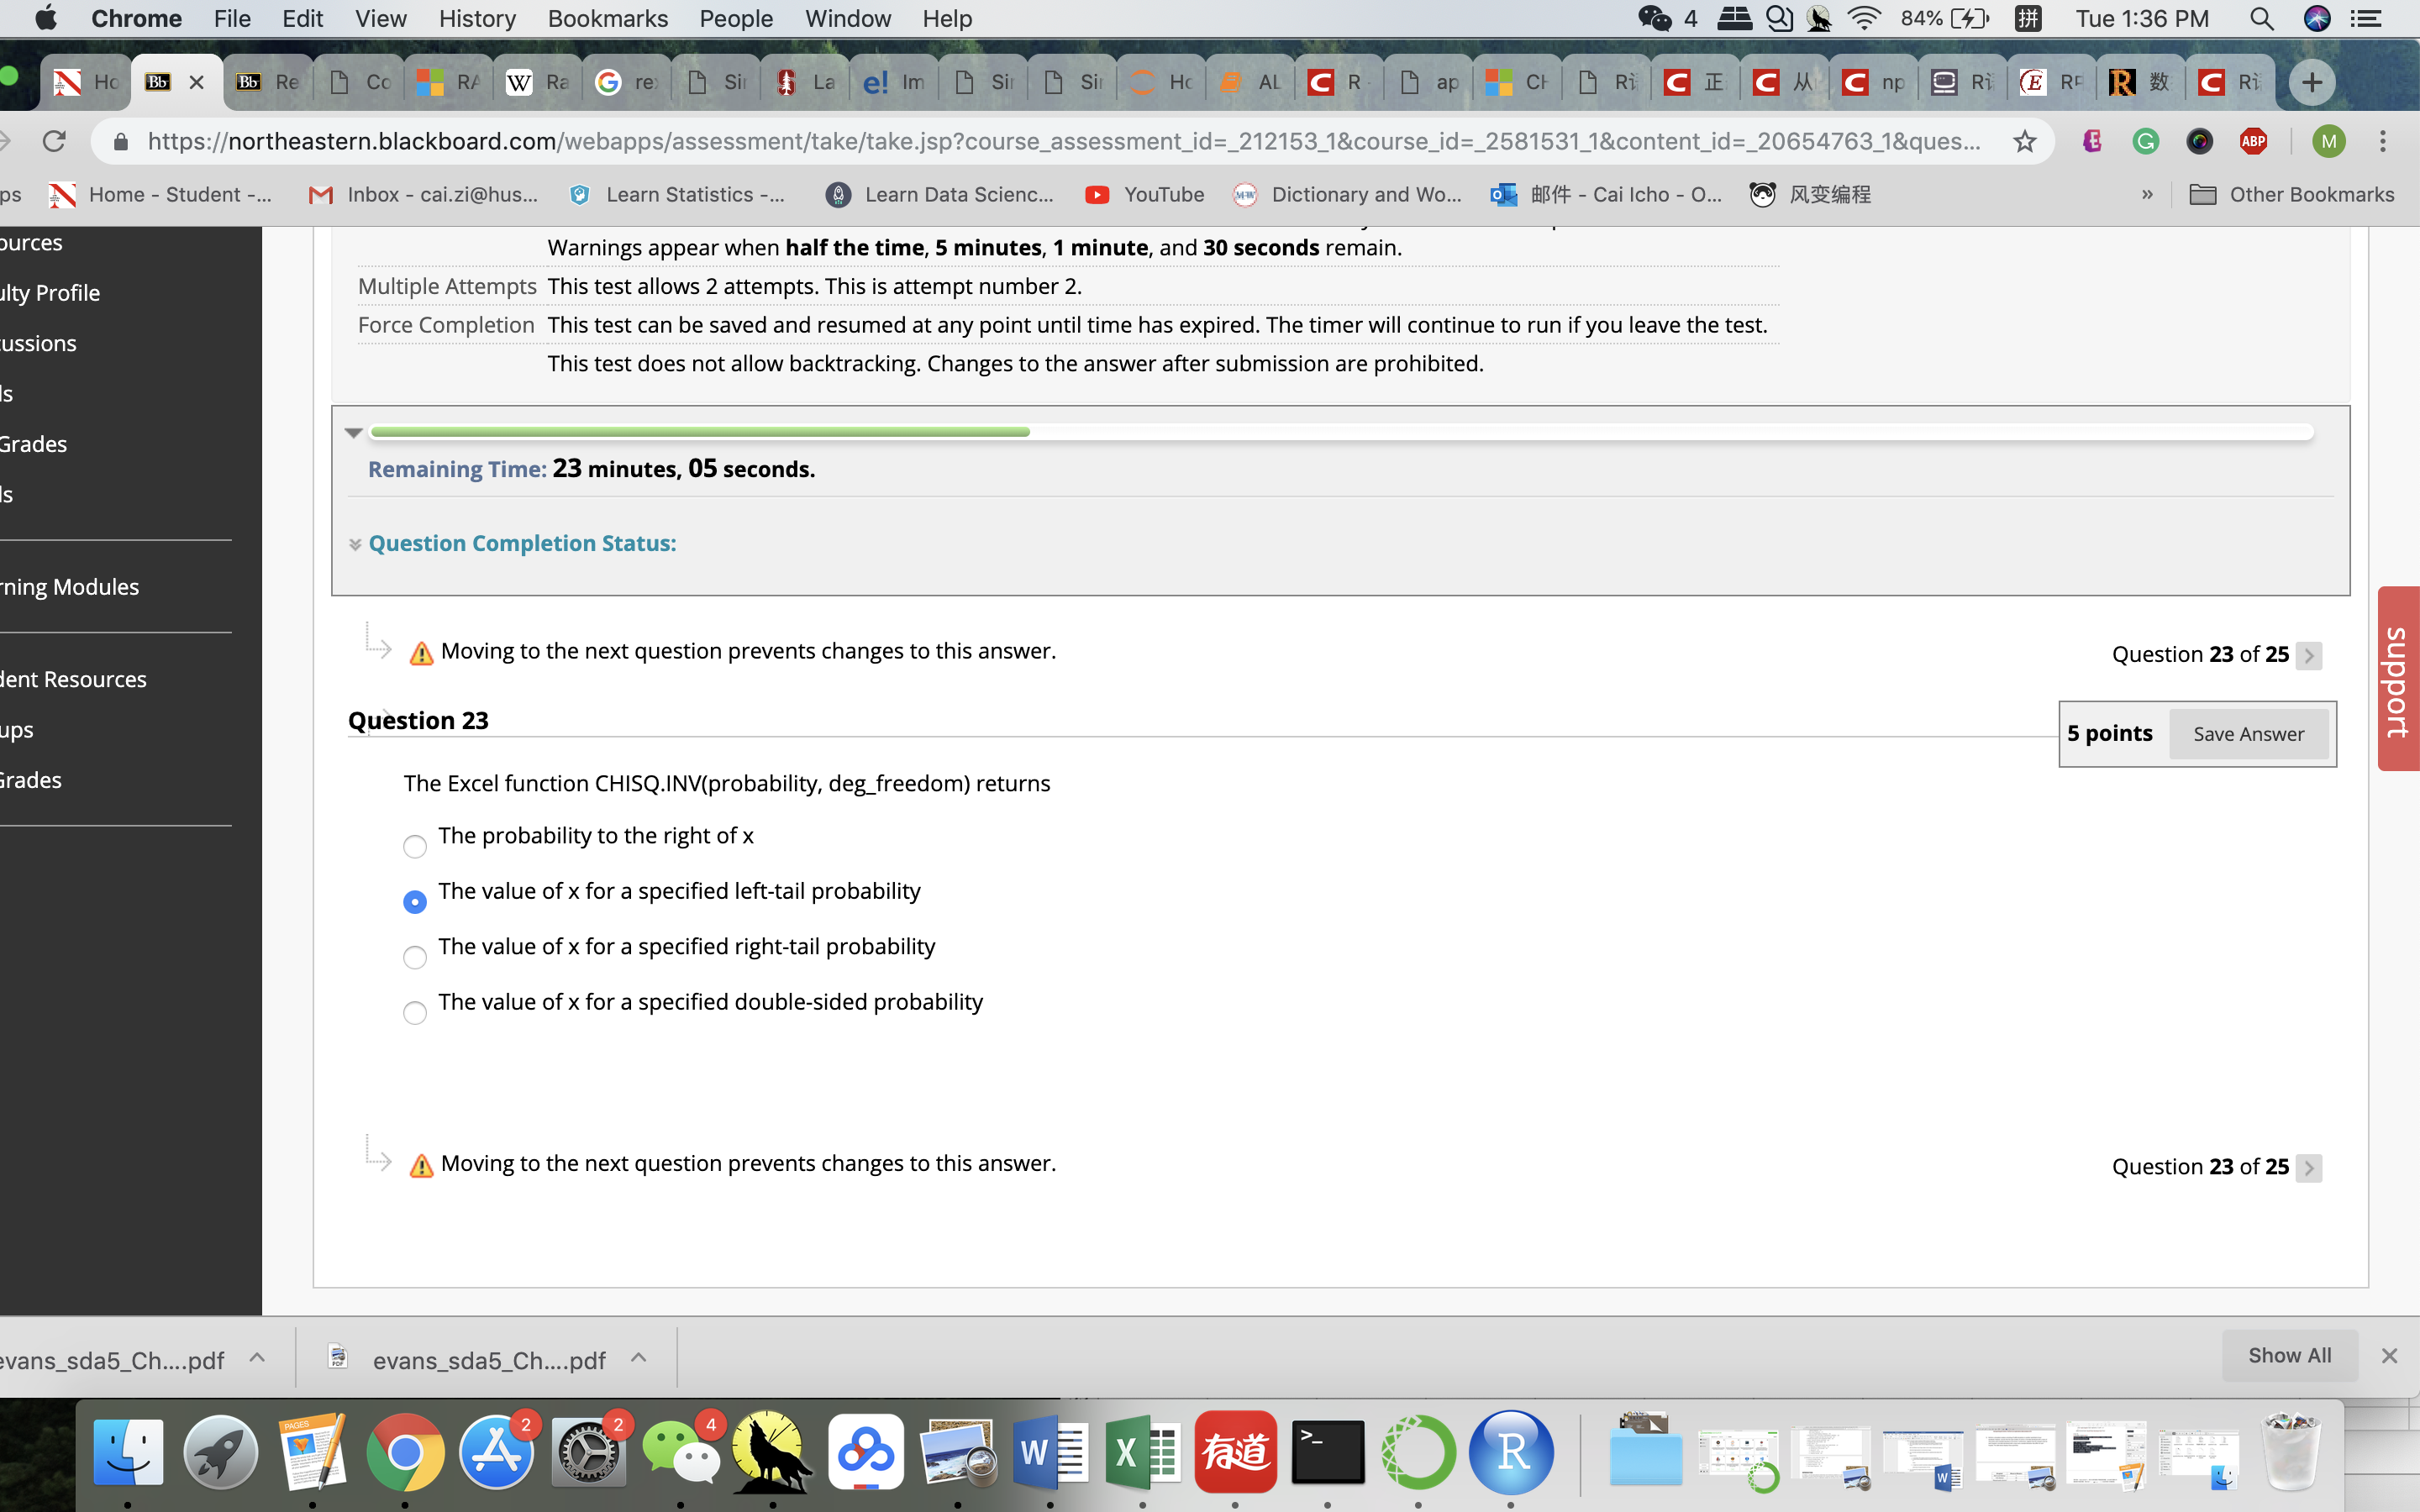 Chrome File Edit View History Bookmarks People Window Help 4 84% 拼 Tue 1:36 PM
Ho Bb Bb Re Co RA W Ra re Sir La e! Im Sir Sir Ho AL R ap CH R C 正 C 从 C np R R R 数 C R
https://northeastern.blackboard.com/webapps/assessment/take/take.jsp?course_assessment_id=_212153_1&course_id=_2581531_1&content_id=_20654763_1&ques... ABP M
ps Home - Student -... Inbox - cai.zi@hus... Learn Statistics -... Learn Data Scienc... YouTube Dictionary and Wo... 邮件 - Cai Icho - O... 风变编程 » Other Bookmarks
ources
ulty Profile
cussions
ls
Grades
ls
rning Modules
dent Resources
ups
Grades
Warnings appear when half the time, 5 minutes, 1 minute, and 30 seconds remain.
Multiple Attempts This test allows 2 attempts. This is attempt number 2.
Force Completion This test can be saved and resumed at any point until time has expired. The timer will continue to run if you leave the test.
This test does not allow backtracking. Changes to the answer after submission are prohibited.
Remaining Time: 23 minutes, 05 seconds.
Question Completion Status:
Moving to the next question prevents changes to this answer. Question 23 of 25
support
Question 23
5 points Save Answer
The Excel function CHISQ.INV(probability, deg_freedom) returns
The probability to the right of x
The value of x for a specified left-tail probability
The value of x for a specified right-tail probability
The value of x for a specified double-sided probability
Moving to the next question prevents changes to this answer. Question 23 of 25
evans_sda5_Ch....pdf evans_sda5_Ch....pdf Show All
PAGES 2 2 4 W X 有道 >_ R